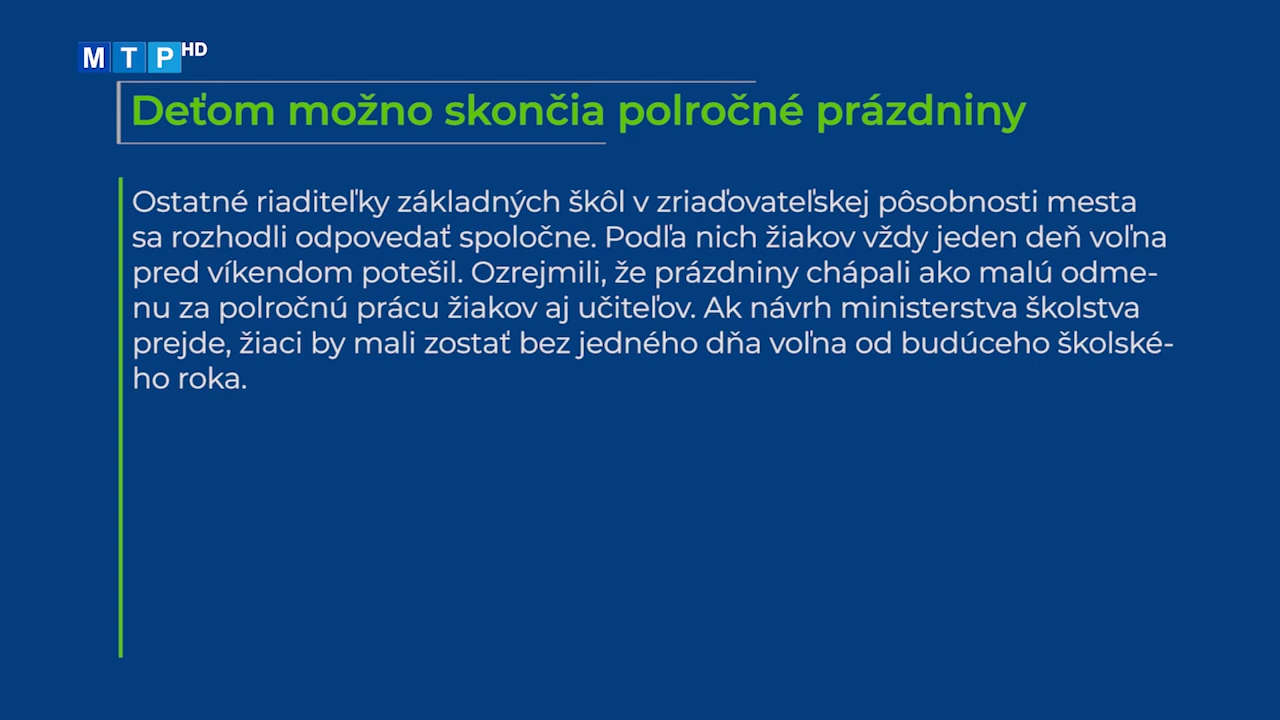 MTP HD
Deťom možno skončia polročné prázdniny
Ostatné riaditeľky základných škôl v zriaďovateľskej pôsobnosti mesta
sa rozhodli odpovedať spoločne. Podľa nich žiakov vždy jeden deň voľna
pred víkendom potešil. Ozrejmili, že prázdniny chápali ako malú odme-
nu za polročnú prácu žiakov aj učiteľov. Ak návrh ministerstva školstva
prejde, žiaci by mali zostať bez jedného dňa voľna od budúceho školské-
ho roka.